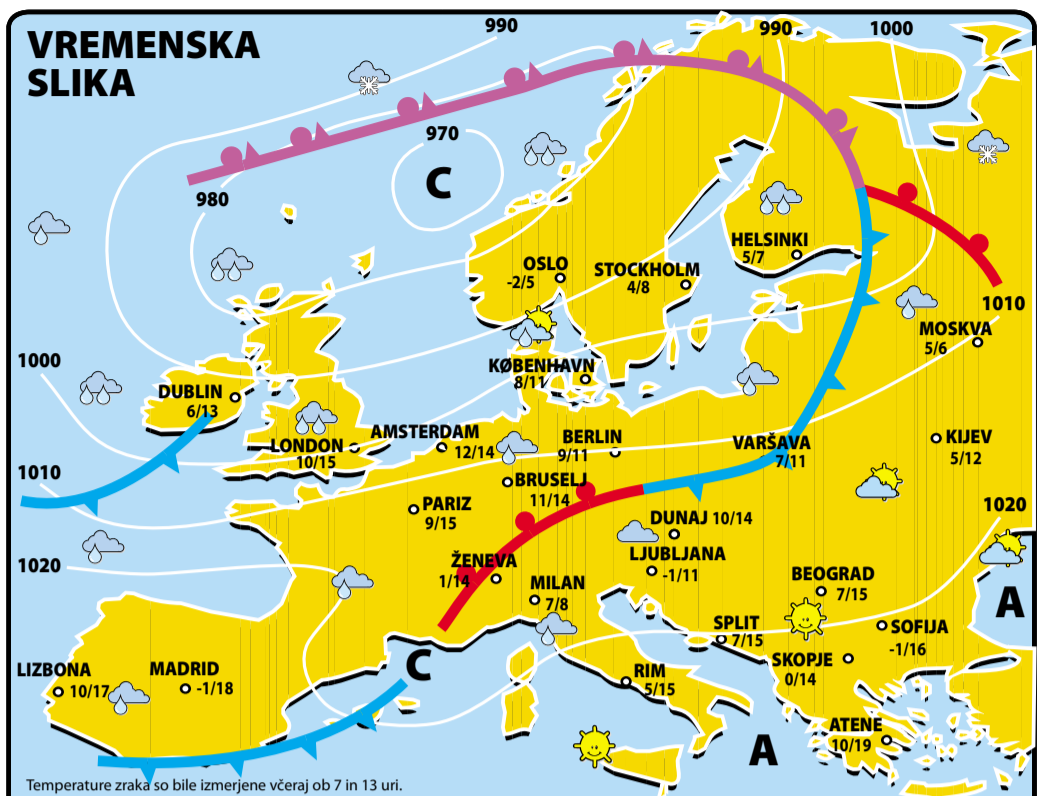 VREMENSKA
SLIKA
990
990
1000
970
C
980
HELSINKI
5/7
OSLO
-2/5
STOCKHOLM
4/8
1010
MOSKVA
5/6
1000
KØBENHAVN
8/11
DUBLIN
6/13
LONDON
10/15
AMSTERDAM
12/14
BERLIN
9/11
VARŠAVA
7/11
KIJEV
5/12
1010
BRUSELJ
11/14
PARIZ
9/15
DUNAJ 10/14
1020
LJUBLJANA
-1/11
1020
ŽENEVA
1/14
MILAN
7/8
BEOGRAD
7/15
A
SPLIT
7/15
SOFIJA
-1/16
SKOPJE
0/14
LIZBONA
10/17
MADRID
-1/18
C
RIM
5/15
ATENE
10/19
A
Temperature zraka so bile izmerjene včeraj ob 7 in 13 uri.